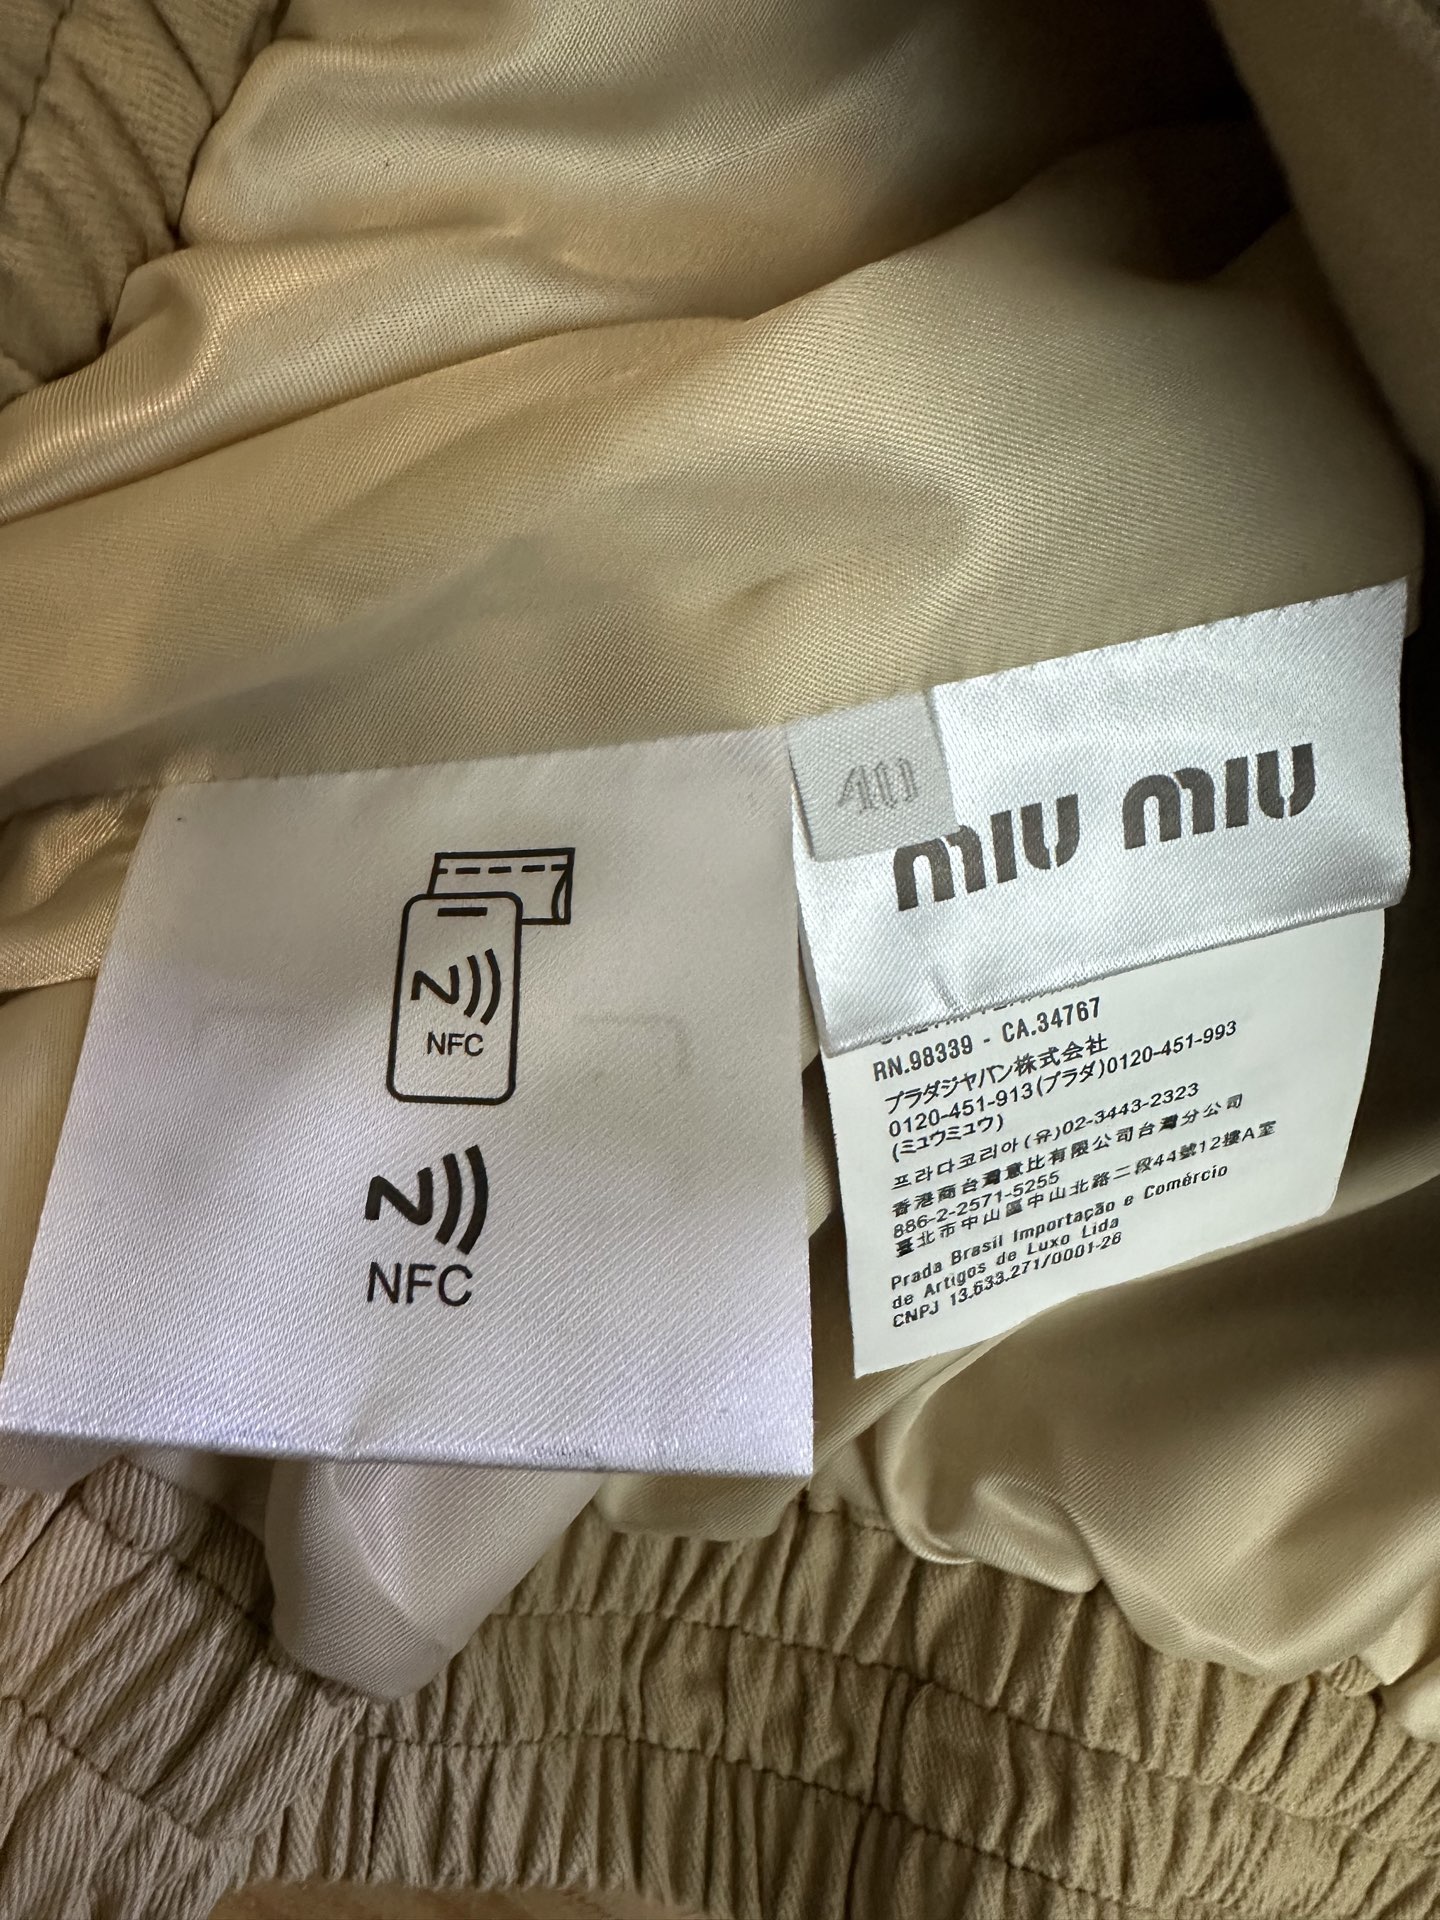 NFC
NFC
40
miu miu
RN.98339 - CA.34767
プラダジャパン株式会社
0120-451-913(プラダ)0120-451-993
(ミュウミュウ)
프라다코리아(유)02-3443-2323
香港商台灣意比有限公司台灣分公司
886-2-2571-5255
臺北市中山區中山北路二段44號12樓A室
Prada Brasil Importação e Comércio
de Artigos de Luxo Lida
CNPJ 13.633.271/0001-26